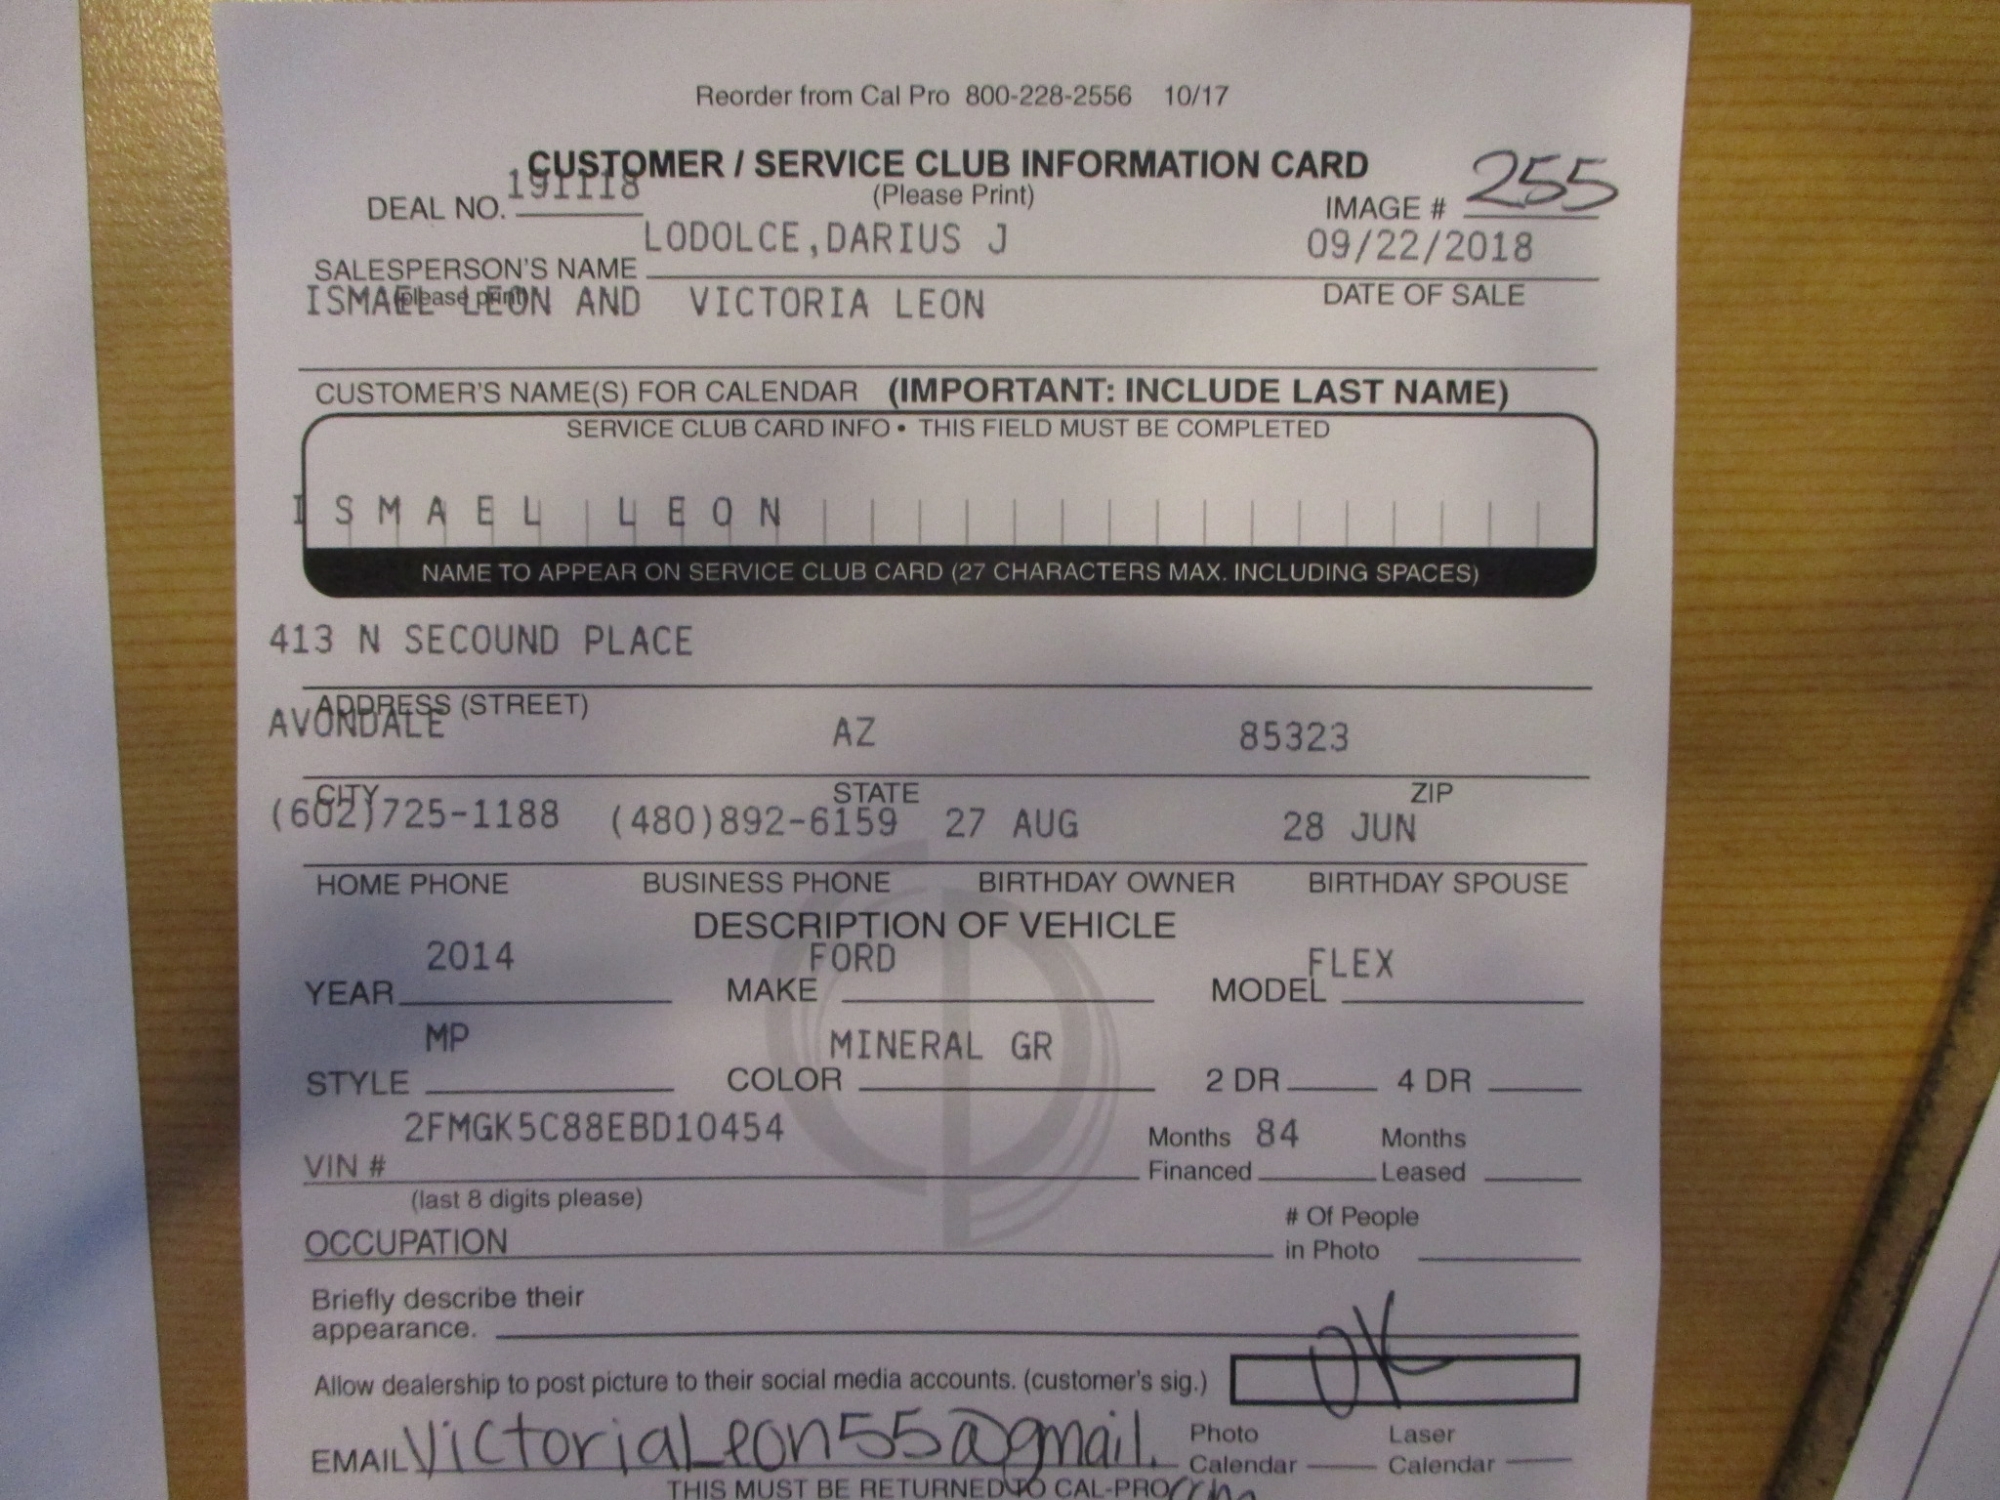 Reorder from Cal Pro 800-228-2556 10/17
CUSTOMER / SERVICE CLUB INFORMATION CARD
(Please Print)
DEAL NO. 191118
IMAGE # 255
LODOLCE,DARIUS J 09/22/2018
SALESPERSON'S NAME
(please print)
DATE OF SALE
ISMAEL LEON AND VICTORIA LEON
CUSTOMER'S NAME(S) FOR CALENDAR (IMPORTANT: INCLUDE LAST NAME)
SERVICE CLUB CARD INFO • THIS FIELD MUST BE COMPLETED
ISMAEL LEON
NAME TO APPEAR ON SERVICE CLUB CARD (27 CHARACTERS MAX. INCLUDING SPACES)
413 N SECOUND PLACE
ADDRESS (STREET)
AVONDALE AZ 85323
CITY STATE ZIP
(602)725-1188 (480)892-6159 27 AUG 28 JUN
HOME PHONE BUSINESS PHONE BIRTHDAY OWNER BIRTHDAY SPOUSE
DESCRIPTION OF VEHICLE
2014 FORD FLEX
YEAR MAKE MODEL
MP MINERAL GR
STYLE COLOR 2 DR 4 DR
2FMGK5C88EBD10454
VIN #
(last 8 digits please)
Months Financed 84 Months Leased
OCCUPATION
# Of People in Photo
Briefly describe their
appearance.
Allow dealership to post picture to their social media accounts. (customer's sig.) OK
EMAIL VictoriaLeon55@gmail.
Photo Calendar Laser Calendar
THIS MUST BE RETURNED TO CAL-PRO